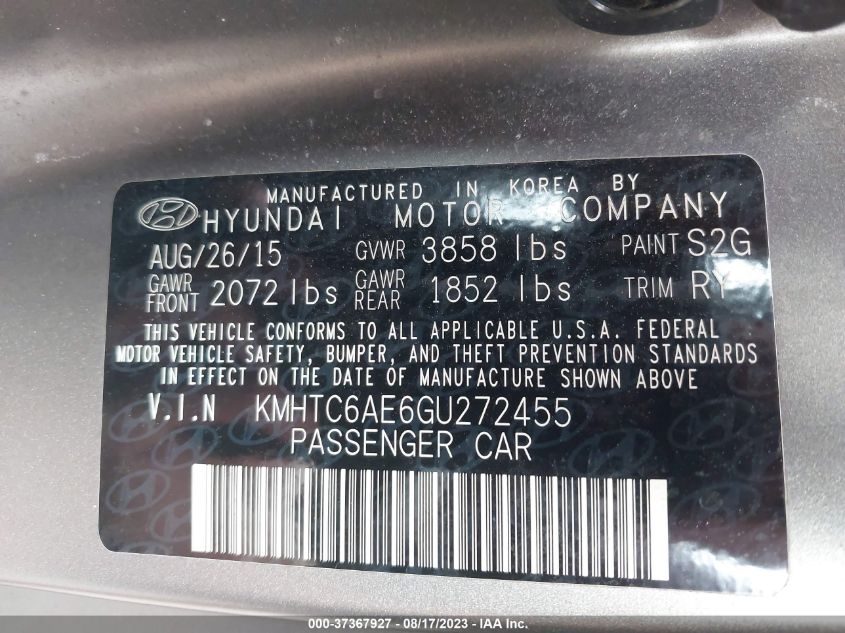 MANUFACTURED IN KOREA BY
HYUNDAI MOTOR COMPANY
AUG/26/15 GVWR 3858 lbs PAINT S2G
GAWR FRONT 2072 lbs GAWR REAR 1852 lbs TRIM RY
THIS VEHICLE CONFORMS TO ALL APPLICABLE U.S.A. FEDERAL
MOTOR VEHICLE SAFETY, BUMPER, AND THEFT PREVENTION STANDARDS
IN EFFECT ON THE DATE OF MANUFACTURE SHOWN ABOVE
V.I.N KMHTC6AE6GU272455
PASSENGER CAR
000-37367927 - 08/17/2023 - IAA Inc.